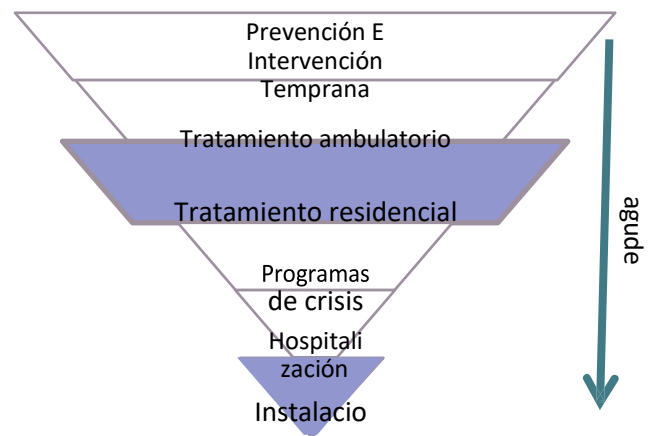 Prevención E
Intervención
Temprana
Tratamiento ambulatorio
Tratamiento residencial
Programas
de crisis
Hospitali
zación
Instalacio
agude